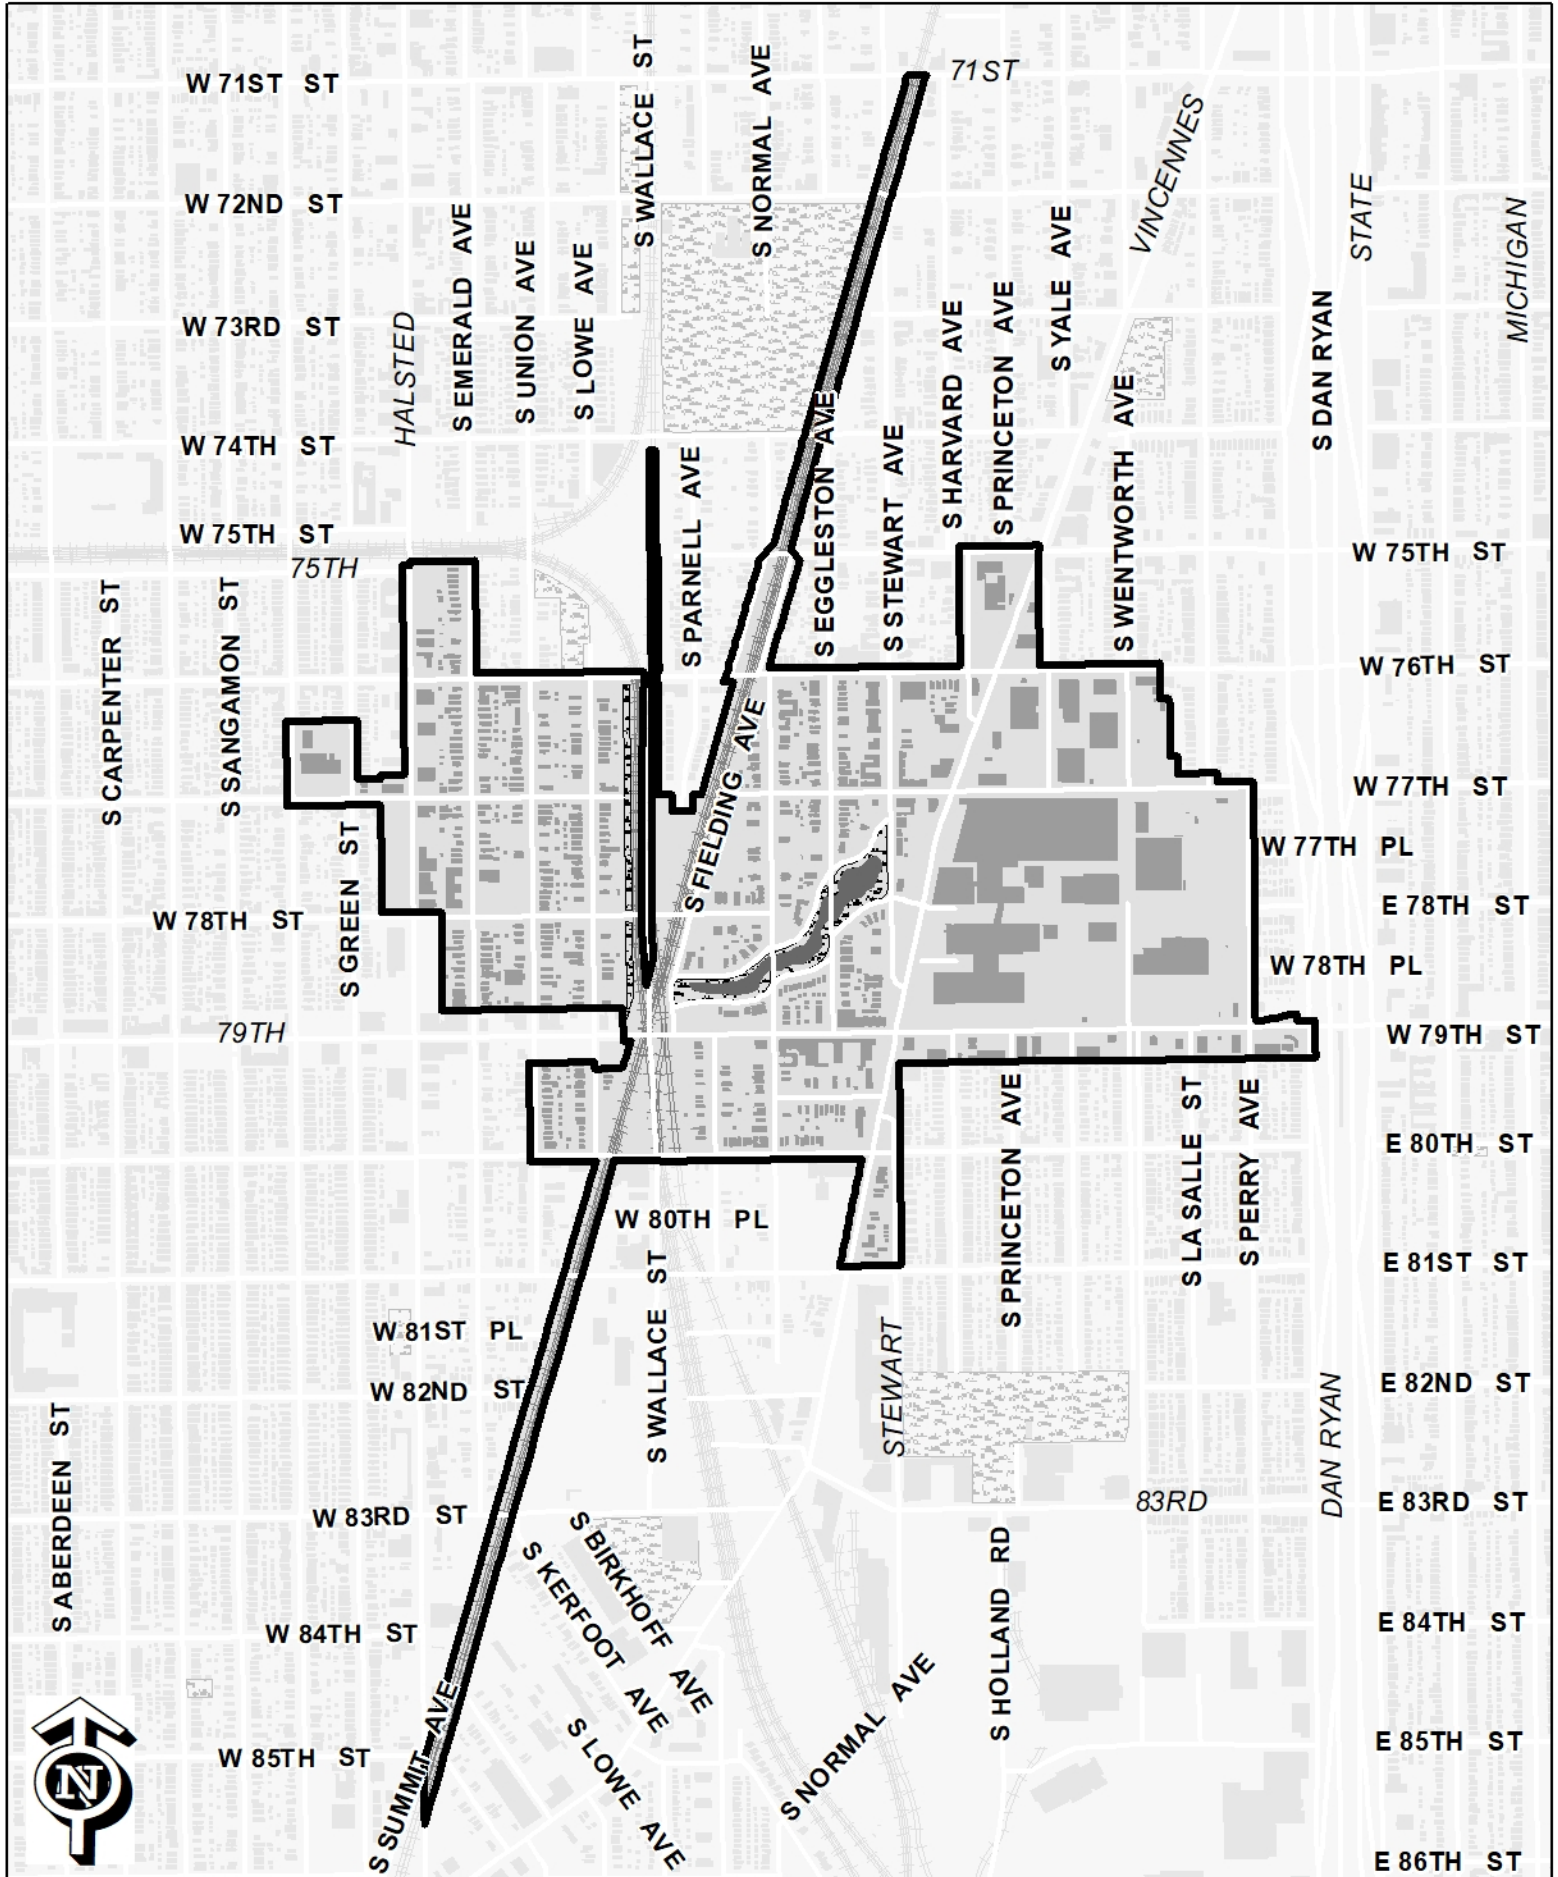 W 71ST ST
71ST
S WALLACE ST
S NORMAL AVE
VINCENNES
W 72ND ST
STATE
MICHIGAN
S EMERALD AVE
S UNION AVE
S LOWE AVE
S YALE AVE
W 73RD ST
HALSTED
S HARVARD AVE
S PRINCETON AVE
S DAN RYAN
W 74TH ST
S PARNELL AVE
S EGGLESTON AVE
S STEWART AVE
S WENTWORTH AVE
W 75TH ST
75TH
W 75TH ST
S CARPENTER ST
S SANGAMON ST
W 76TH ST
S FIELDING AVE
W 77TH ST
S GREEN ST
W 77TH PL
W 78TH ST
E 78TH ST
W 78TH PL
79TH
W 79TH ST
S PRINCETON AVE
S LA SALLE ST
S PERRY AVE
E 80TH ST
W 80TH PL
S WALLACE ST
E 81ST ST
W 81ST PL
STEWART
W 82ND ST
E 82ND ST
S ABERDEEN ST
DAN RYAN
W 83RD ST
83RD
E 83RD ST
S BIRKHOFF AVE
S KERFOOT AVE
S HOLLAND RD
W 84TH ST
E 84TH ST
S LOWE AVE
S NORMAL AVE
W 85TH ST
E 85TH ST
S SUMMIT AVE
N
E 86TH ST